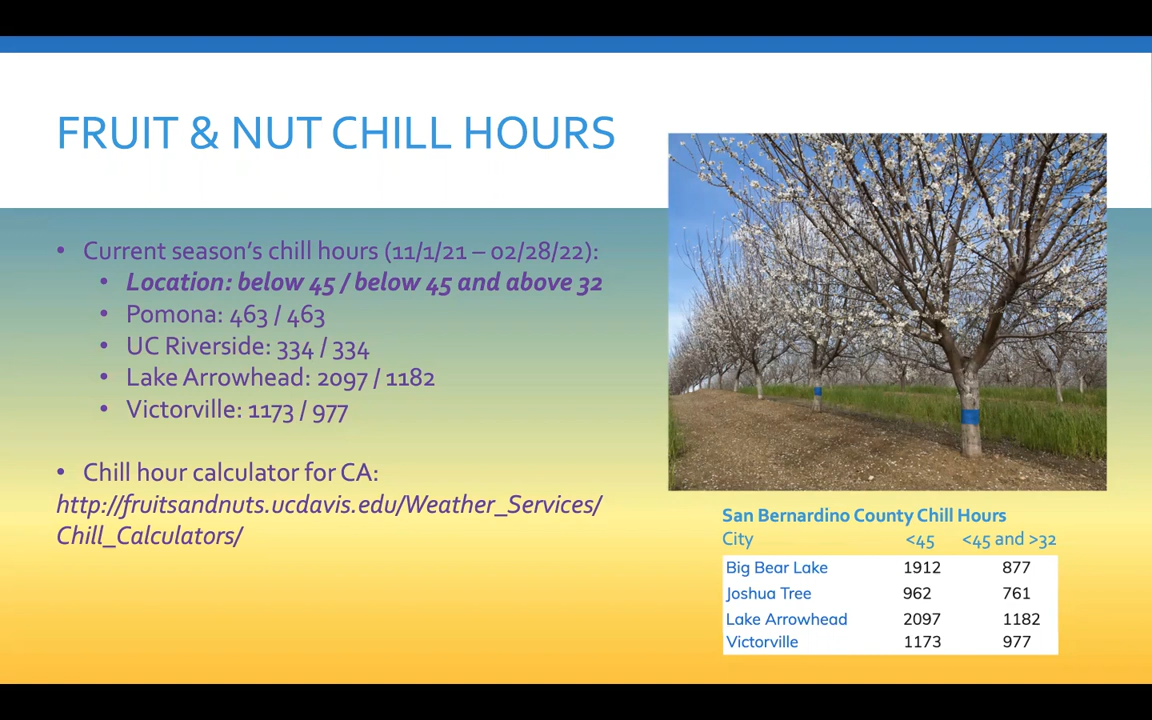 FRUIT & NUT CHILL HOURS
• Current season's chill hours (11/1/21 – 02/28/22):
• Location: below 45 / below 45 and above 32
• Pomona: 463 / 463
• UC Riverside: 334 / 334
• Lake Arrowhead: 2097 / 1182
• Victorville: 1173 / 977
• Chill hour calculator for CA:
http://fruitsandnuts.ucdavis.edu/Weather_Services/
Chill_Calculators/
San Bernardino County Chill Hours
City <45 <45 and >32
Big Bear Lake 1912 877
Joshua Tree 962 761
Lake Arrowhead 2097 1182
Victorville 1173 977